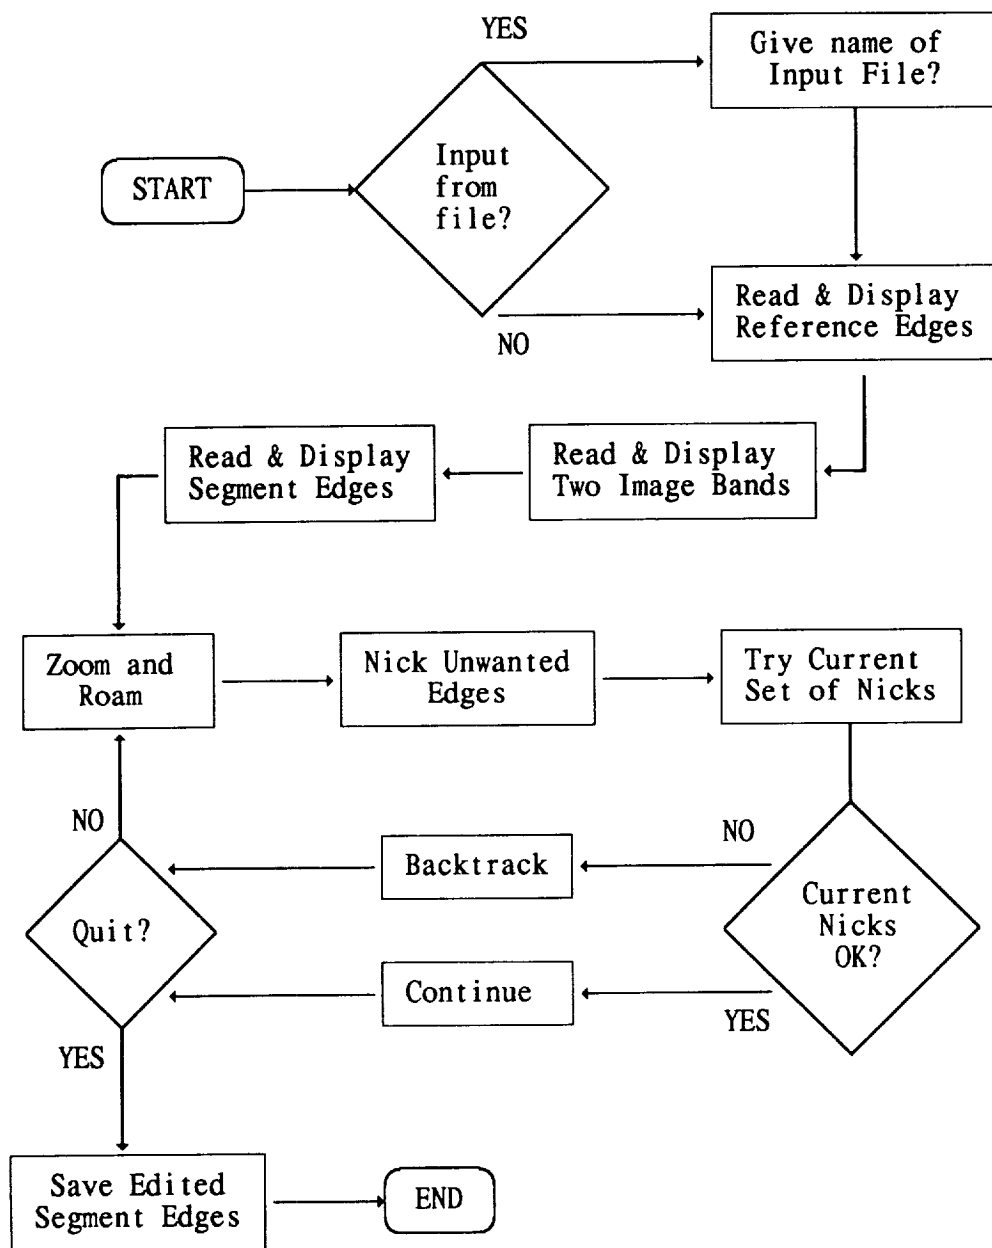 YES
Give name of
Input File?
START
Input
from
file?
Read & Display
Reference Edges
NO
Read & Display
Segment Edges
Read & Display
Two Image Bands
Zoom and
Roam
Nick Unwanted
Edges
Try Current
Set of Nicks
NO
NO
Backtrack
Quit?
Current
Nicks
OK?
Continue
YES
YES
Save Edited
Segment Edges
END